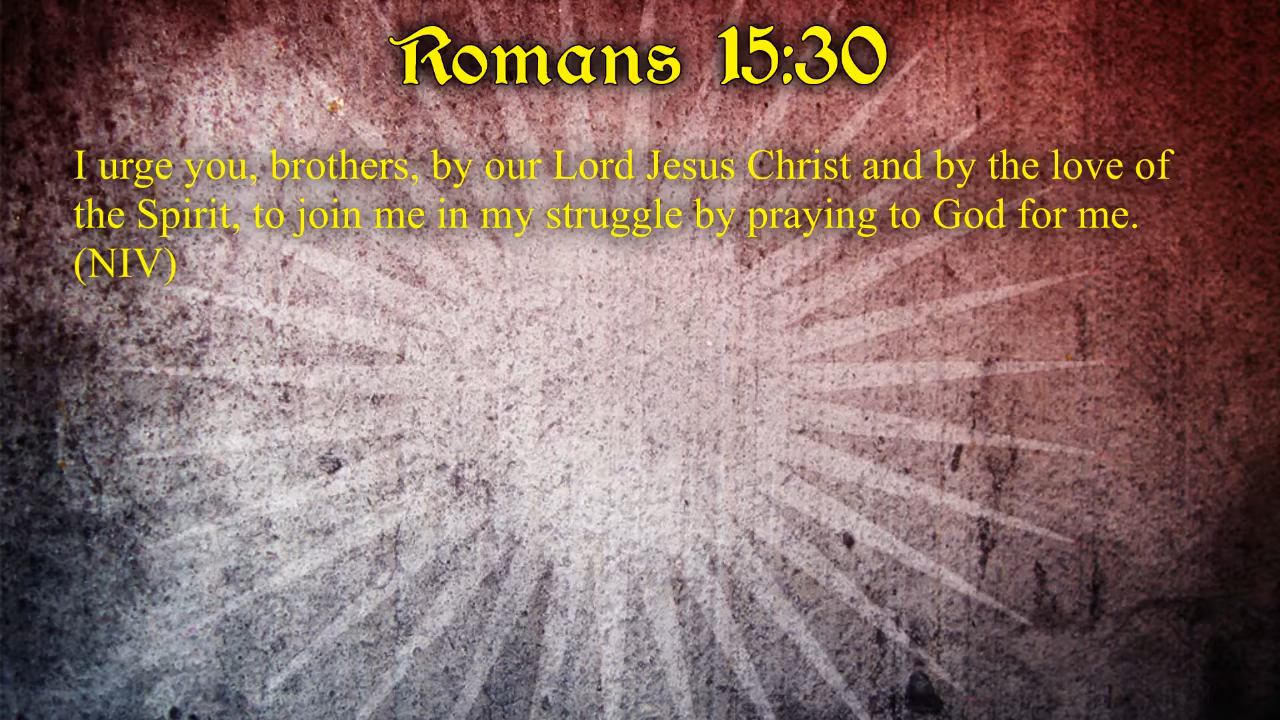 Romans 15:30
I urge you, brothers, by our Lord Jesus Christ and by the love of
the Spirit, to join me in my struggle by praying to God for me.
(NIV)